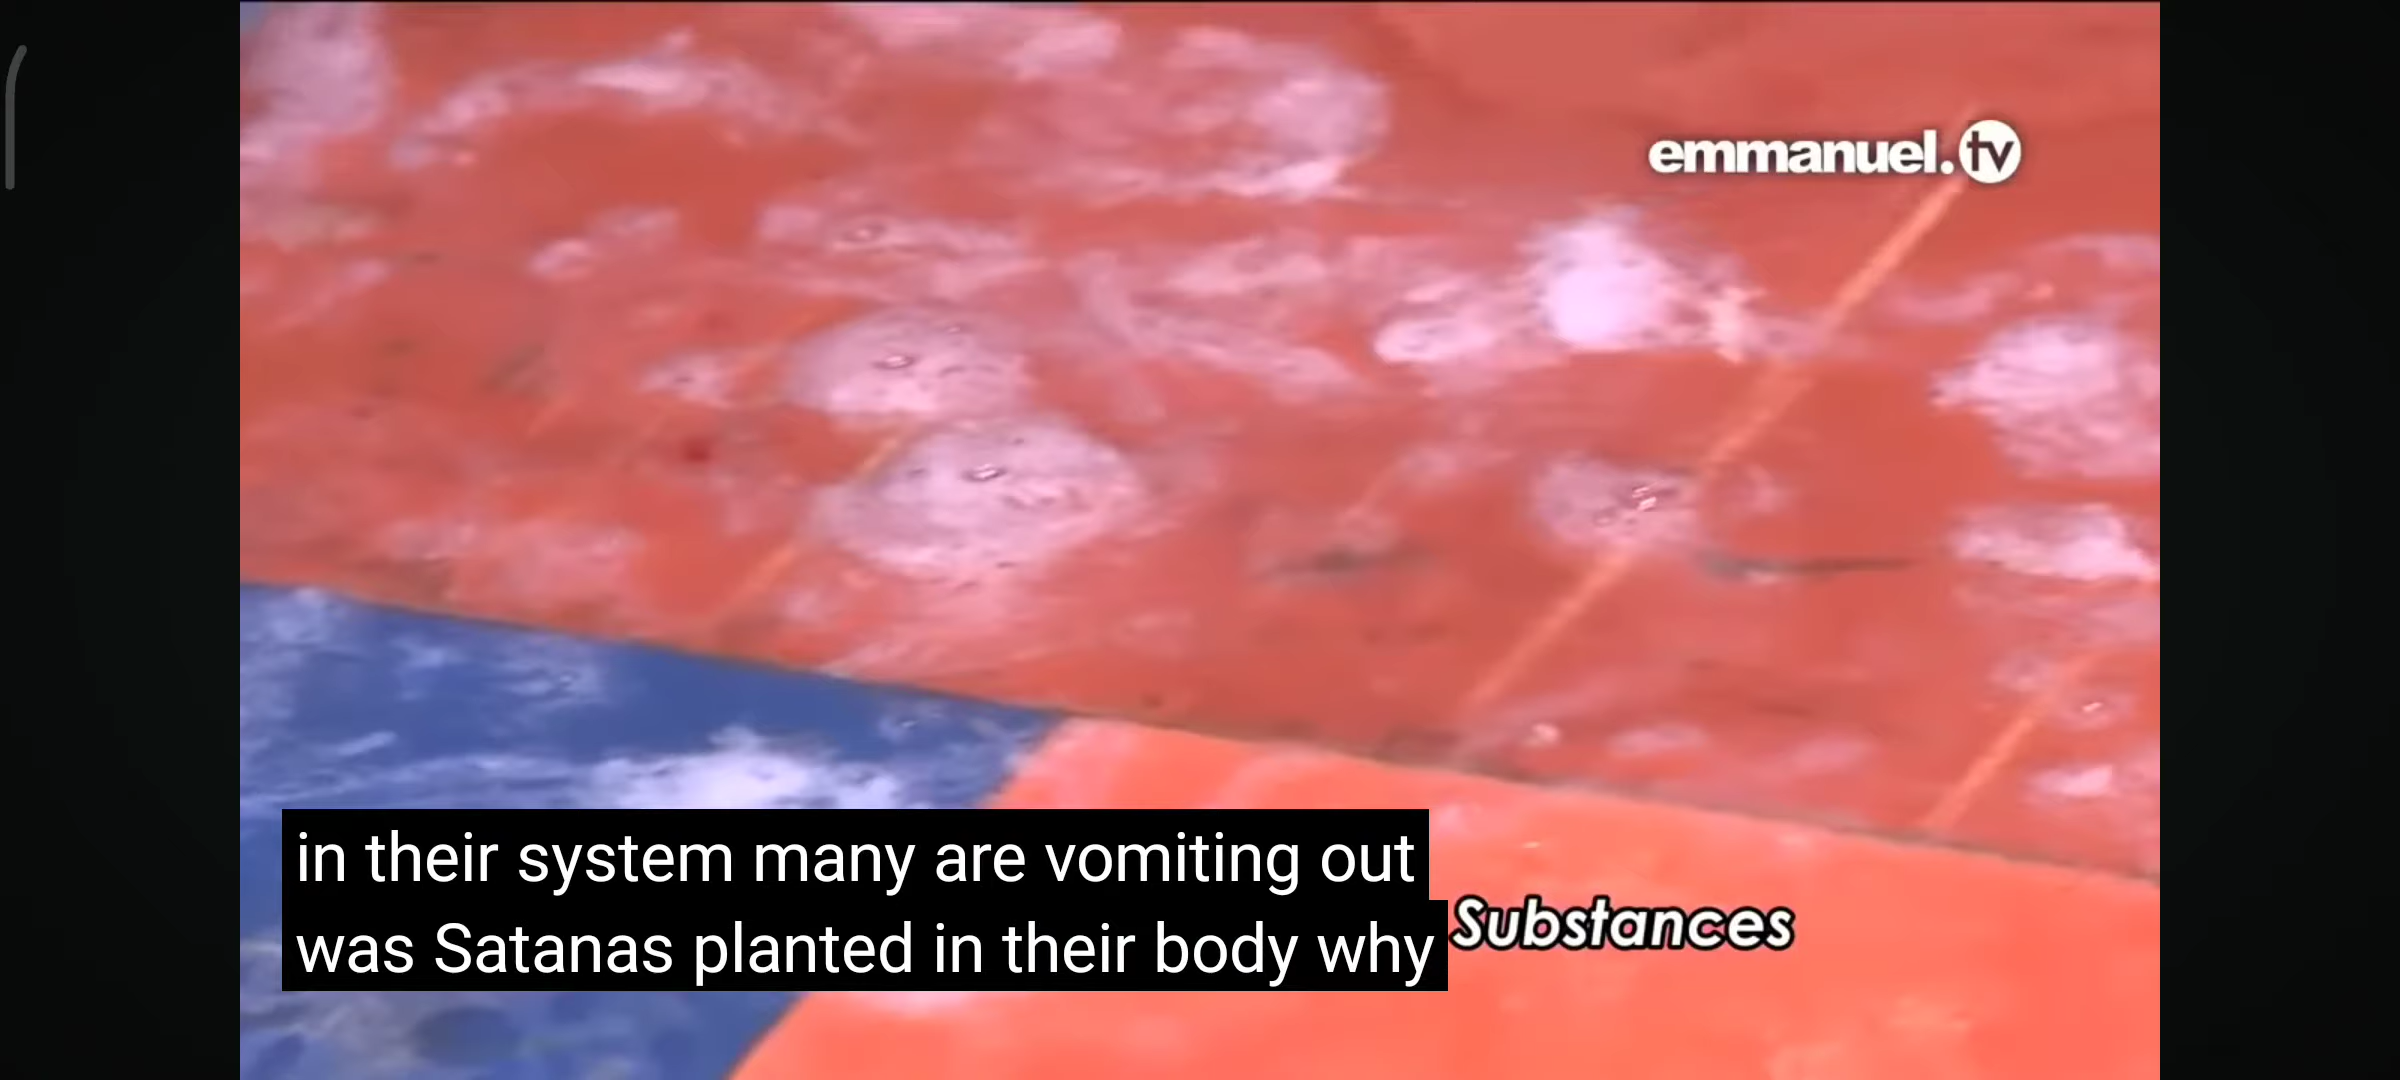 emmanuel.tv
in their system many are vomiting out
was Satanas planted in their body why
Substances